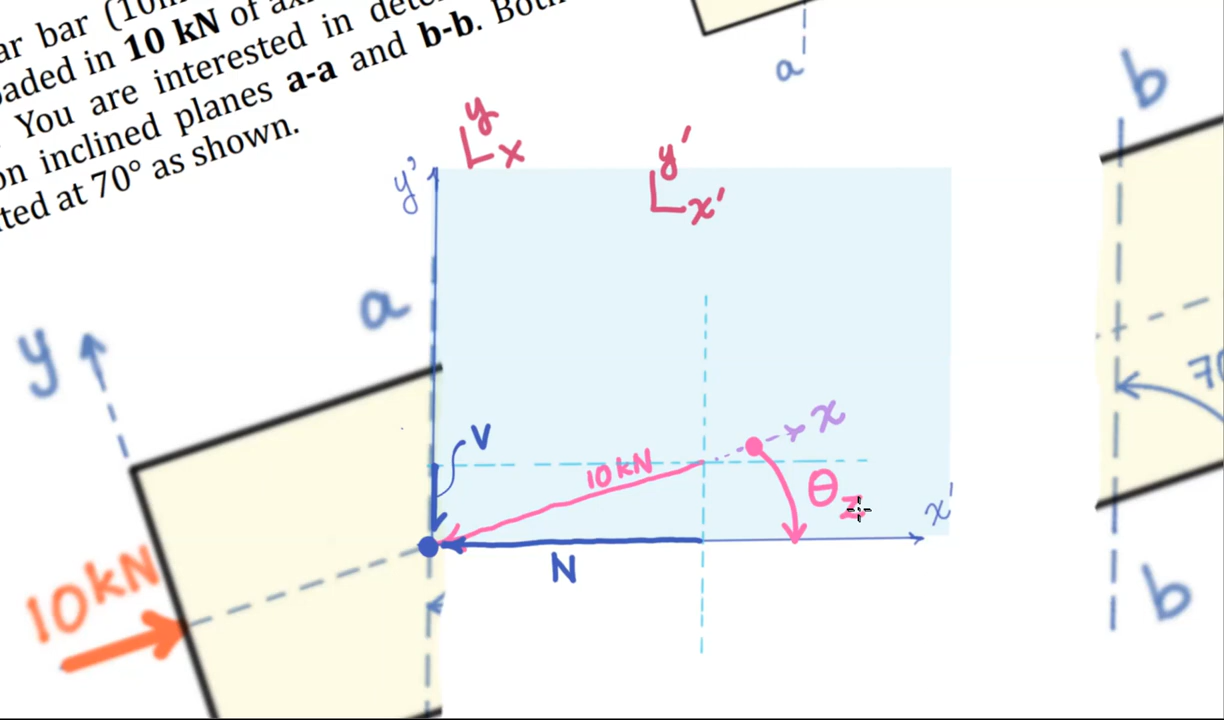 ar bar (10m
oaded in 10 kN of ax
. You are interested in dete
on inclined planes a-a and b-b. Both
ted at 70° as shown.
a
b
y
x
y'
x'
y'
a
y
V
10 kN
x
θz
x'
N
10kN
70
b